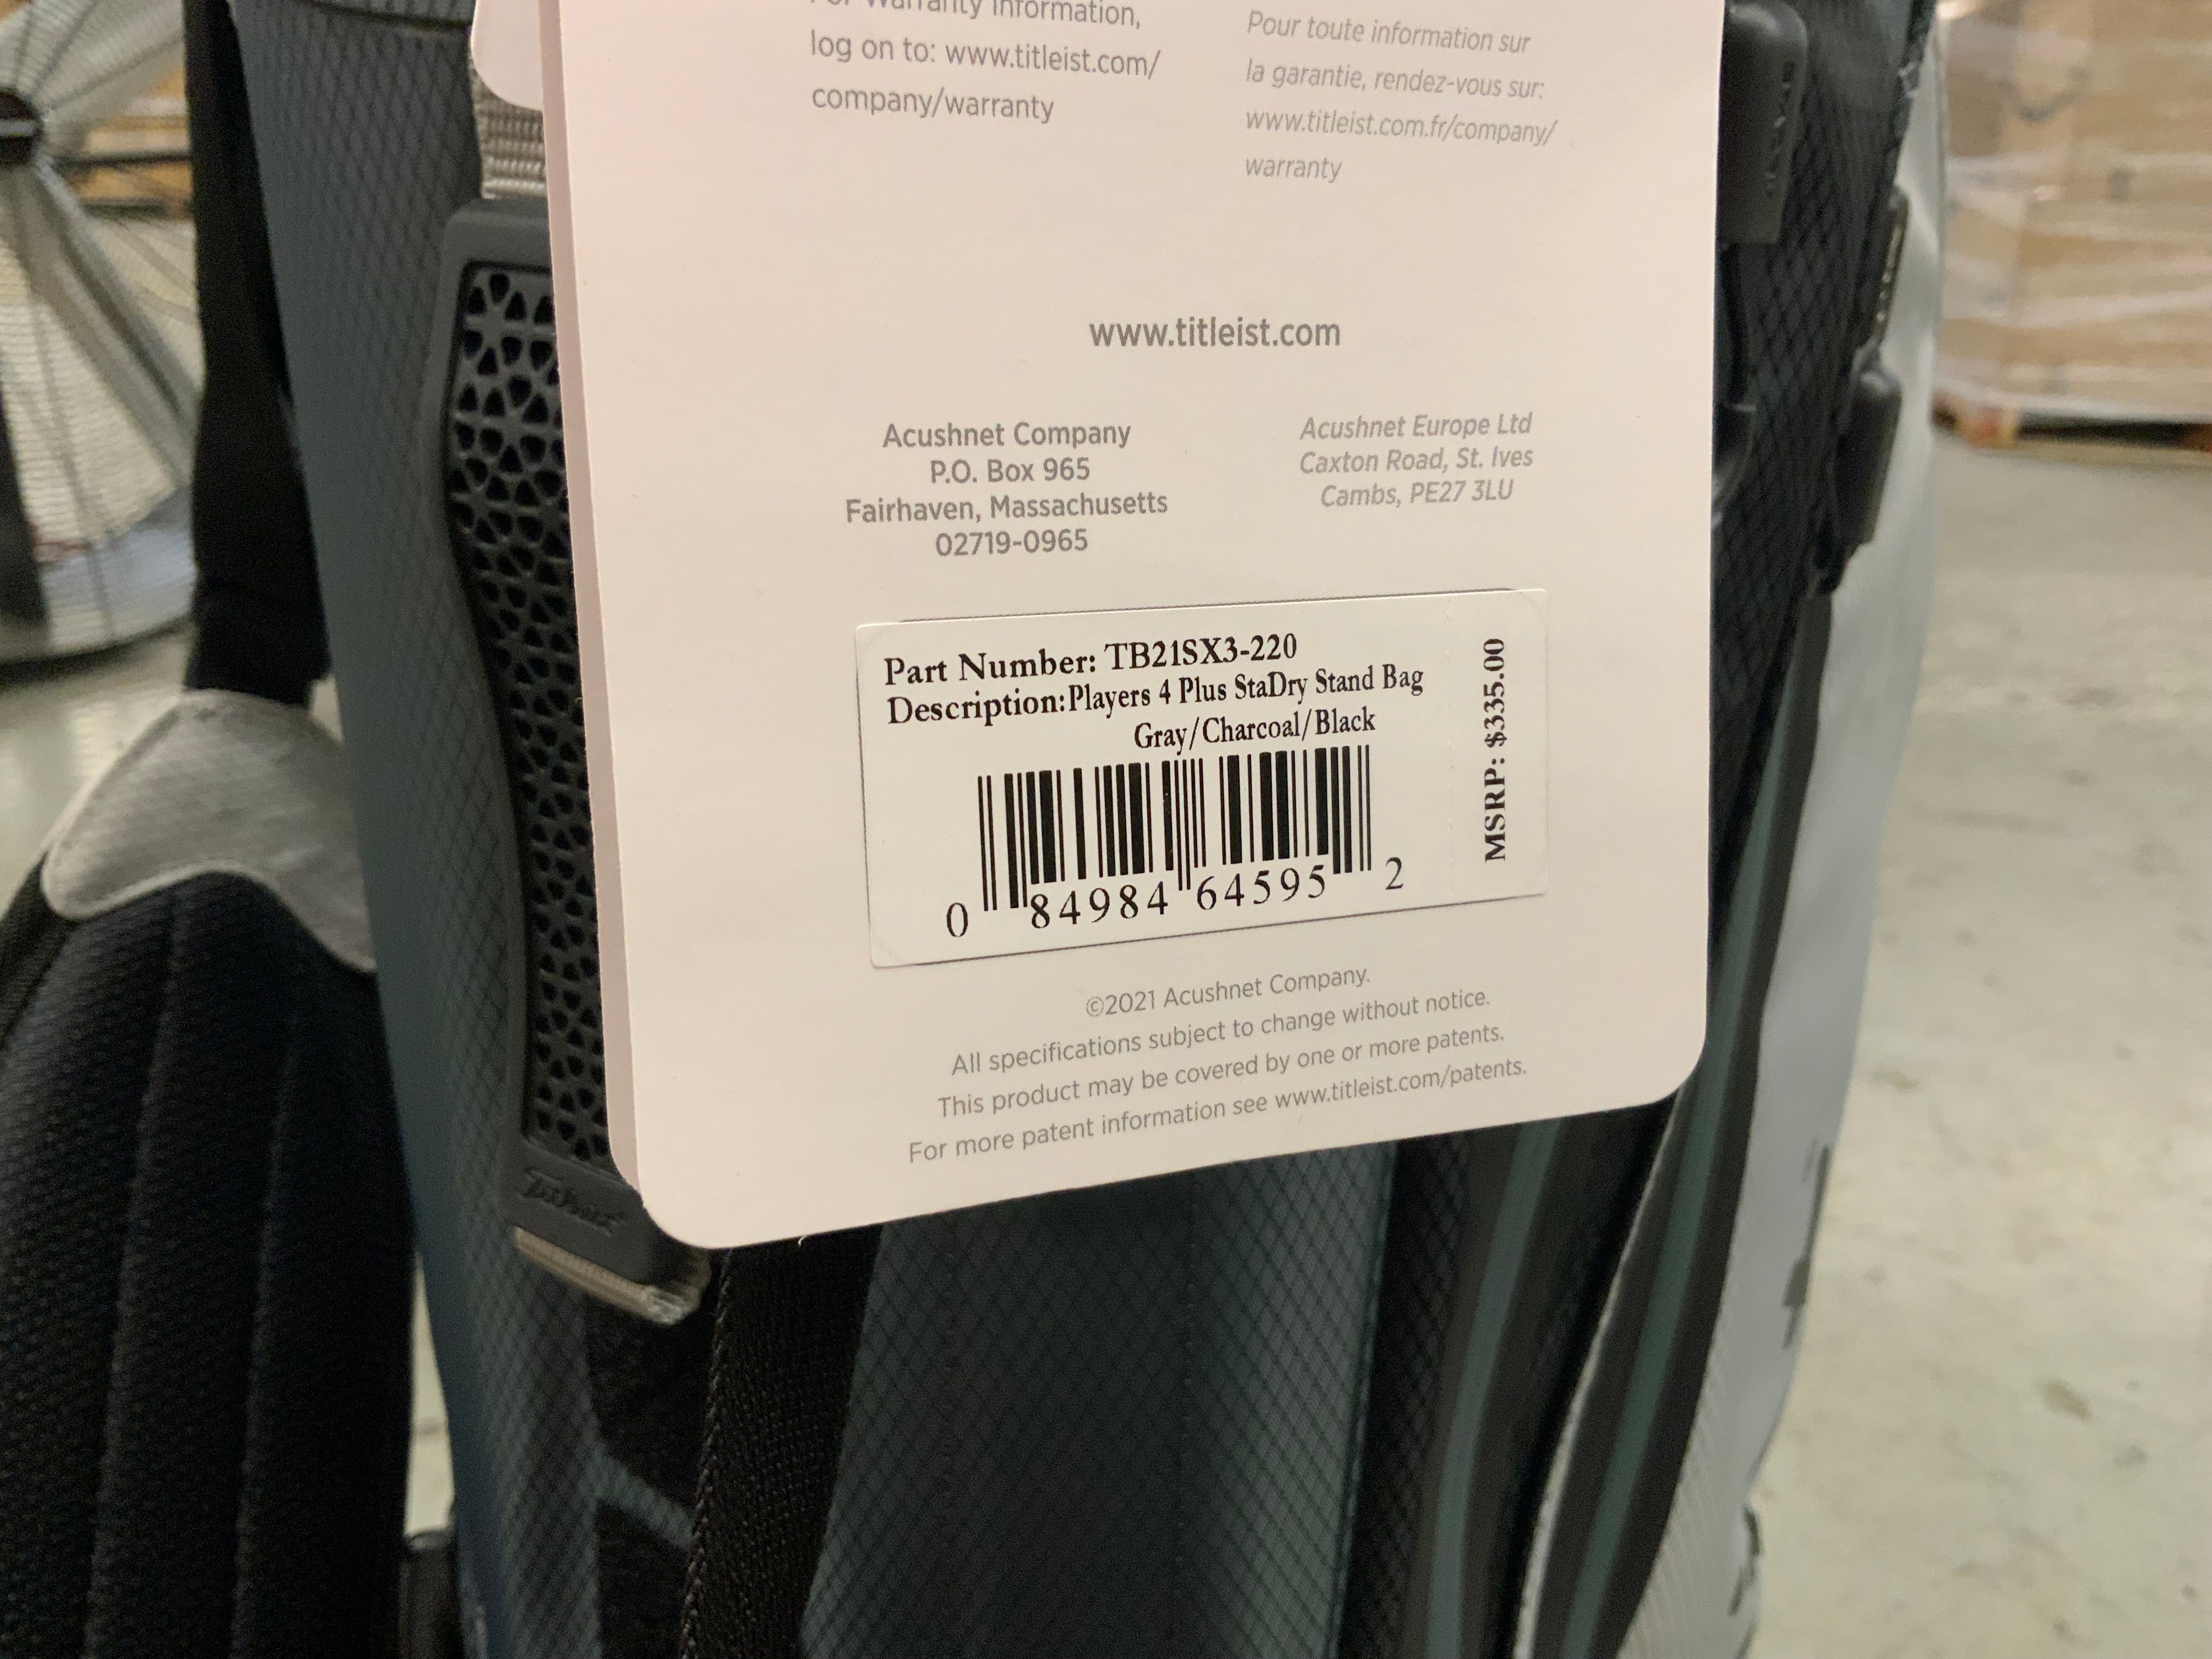 For warranty information,
log on to: www.titleist.com/
company/warranty
Pour toute information sur
la garantie, rendez-vous sur:
www.titleist.com.fr/company/
warranty
www.titleist.com
Acushnet Company
P.O. Box 965
Fairhaven, Massachusetts
02719-0965
Acushnet Europe Ltd
Caxton Road, St. Ives
Cambs, PE27 3LU
Part Number: TB21SX3-220
Description:Players 4 Plus StaDry Stand Bag
Gray/Charcoal/Black
MSRP: $335.00
0 84984 64595 2
©2021 Acushnet Company.
All specifications subject to change without notice.
This product may be covered by one or more patents.
For more patent information see www.titleist.com/patents.
Titleist